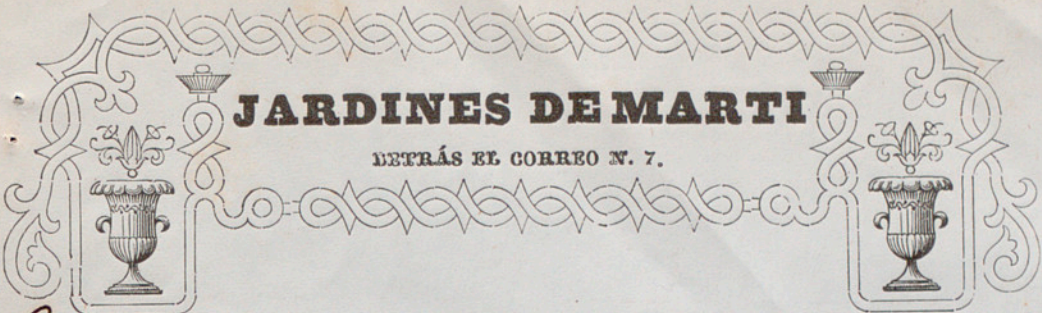 JARDINES DE MARTI
DETRÁS EL CORREO N. 7.